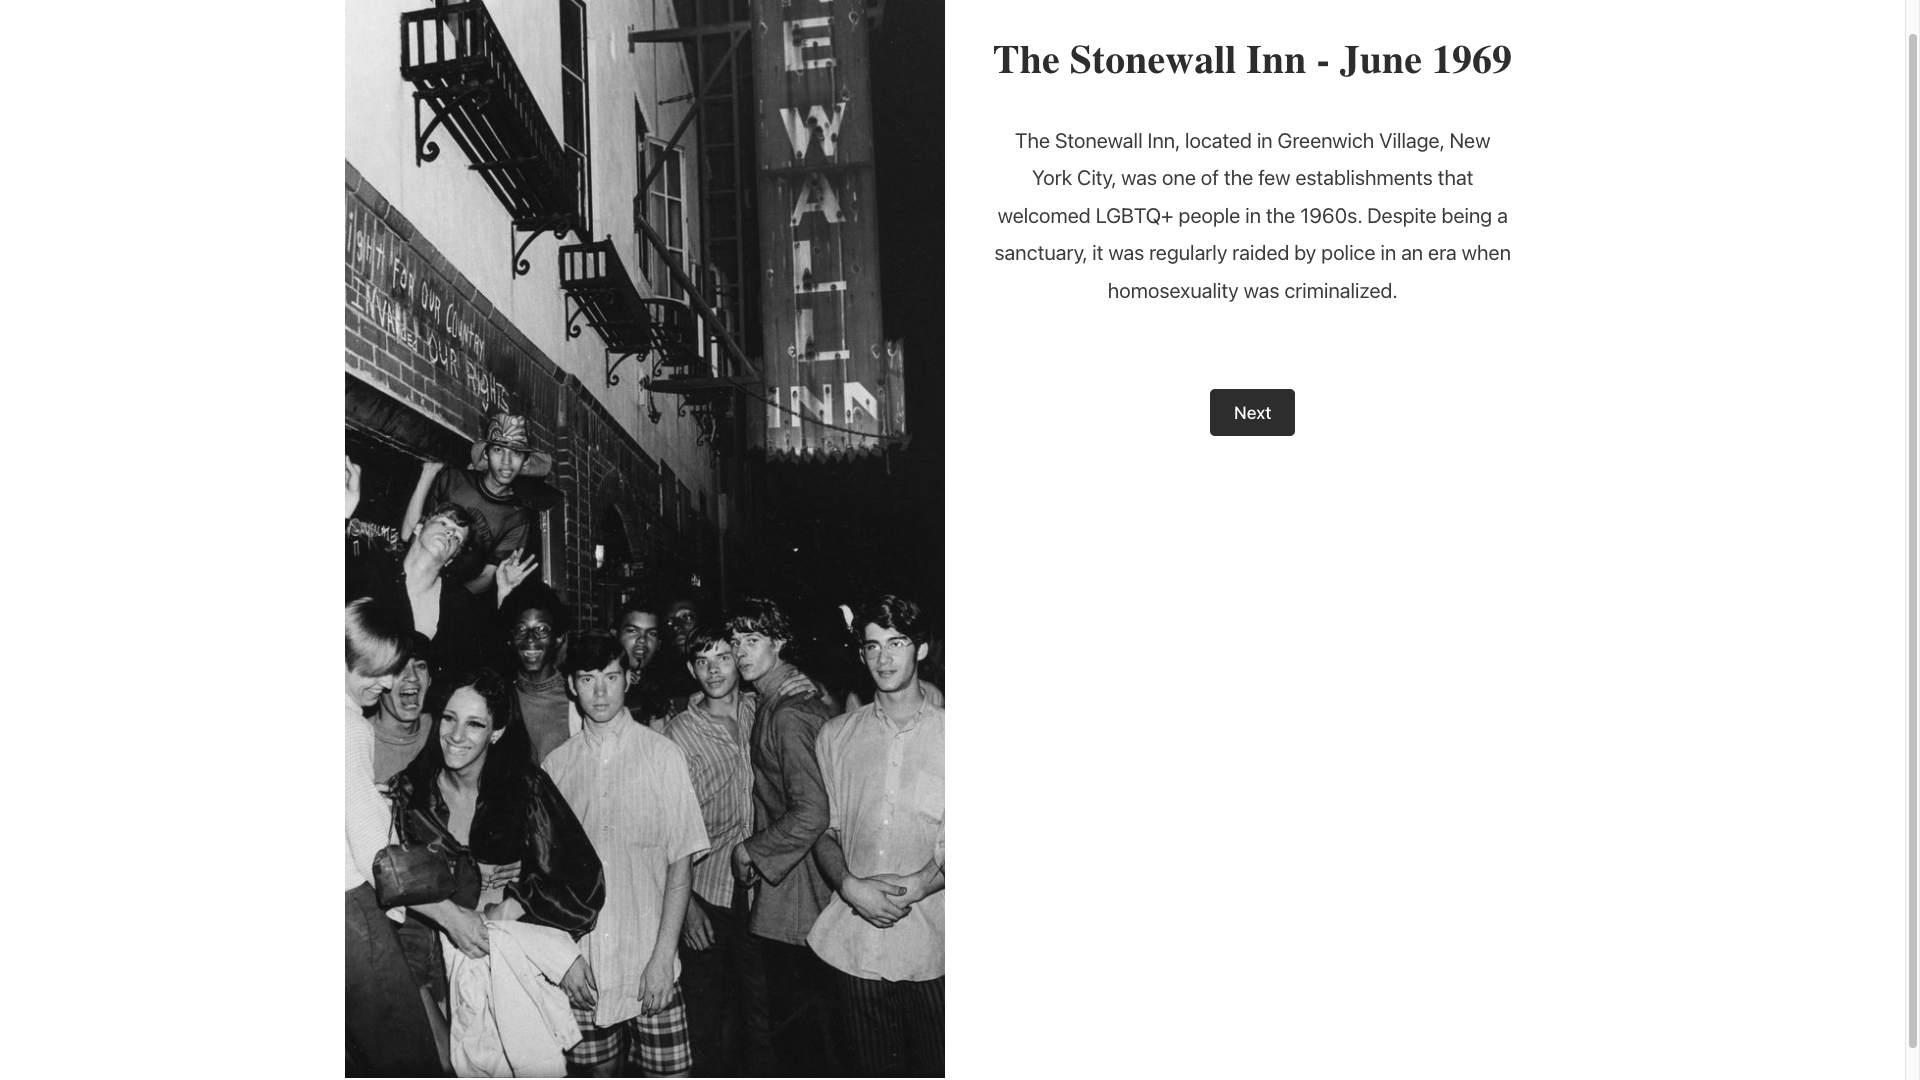 The Stonewall Inn - June 1969
The Stonewall Inn, located in Greenwich Village, New
York City, was one of the few establishments that
welcomed LGBTQ+ people in the 1960s. Despite being a
sanctuary, it was regularly raided by police in an era when
homosexuality was criminalized.
Next
EWALL
INN
FOR OUR COUNTRY
INVADED OUR RIGHTS